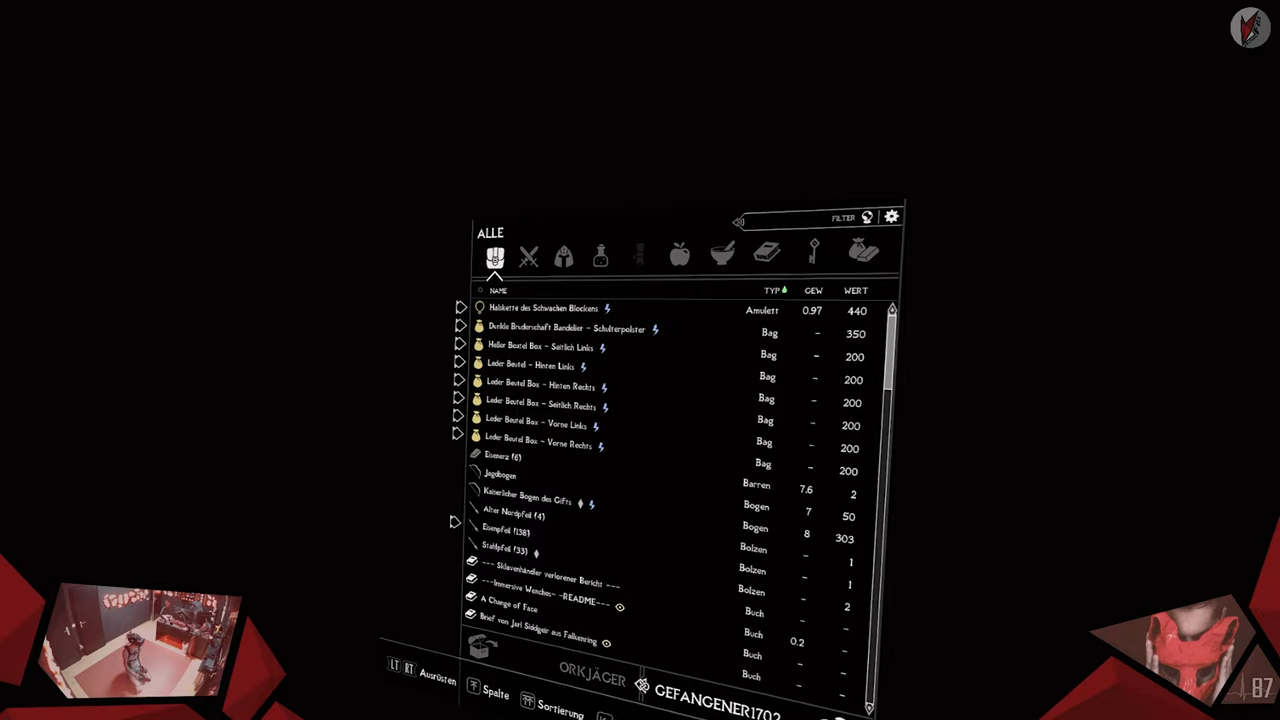 ALLE
FILTER
NAME TYP GEW WERT
Halskette des Schwachen Blockens Amulett 0.97 440
Dunkle Bruderschaft Bandelier - Schulterpolster Bag - 350
Heller Beutel Box - Seitlich Links Bag - 200
Leder Beutel - Hinten Links Bag - 200
Leder Beutel Box - Hinten Rechts Bag - 200
Leder Beutel Box - Seitlich Rechts Bag - 200
Leder Beutel Box - Vorne Links Bag - 200
Leder Beutel Box - Vorne Rechts Bag - 200
Eisenerz (6) Barren 7.6 2
Jagdbogen Bogen 7 50
Kaiserlicher Bogen des Gifts Bogen 8 303
Alter Nordpfeil (4) Bolzen - 1
Eisenpfeil (138) Bolzen - 1
Stahlpfeil (33) Bolzen - 2
--- Sklavenhändler verlorener Bericht --- Buch - -
---Immersive Wenches- -README--- Buch 0.2 -
A Change of Face Buch - -
Brief von Jarl Siddgeir aus Falkenring Buch - -
ORKJÄGER GEFANGENER1702
LT RT Ausrüsten
Spalte
Sortierung
87